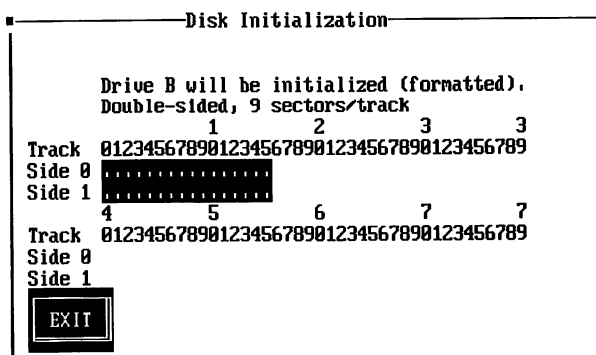 Disk Initialization
Drive B will be initialized (formatted).
Double-sided, 9 sectors/track
1 2 3 3
Track 0123456789012345678901234567890123456789
Side 0 ................
Side 1 ................
4 5 6 7 7
Track 0123456789012345678901234567890123456789
Side 0
Side 1
EXIT